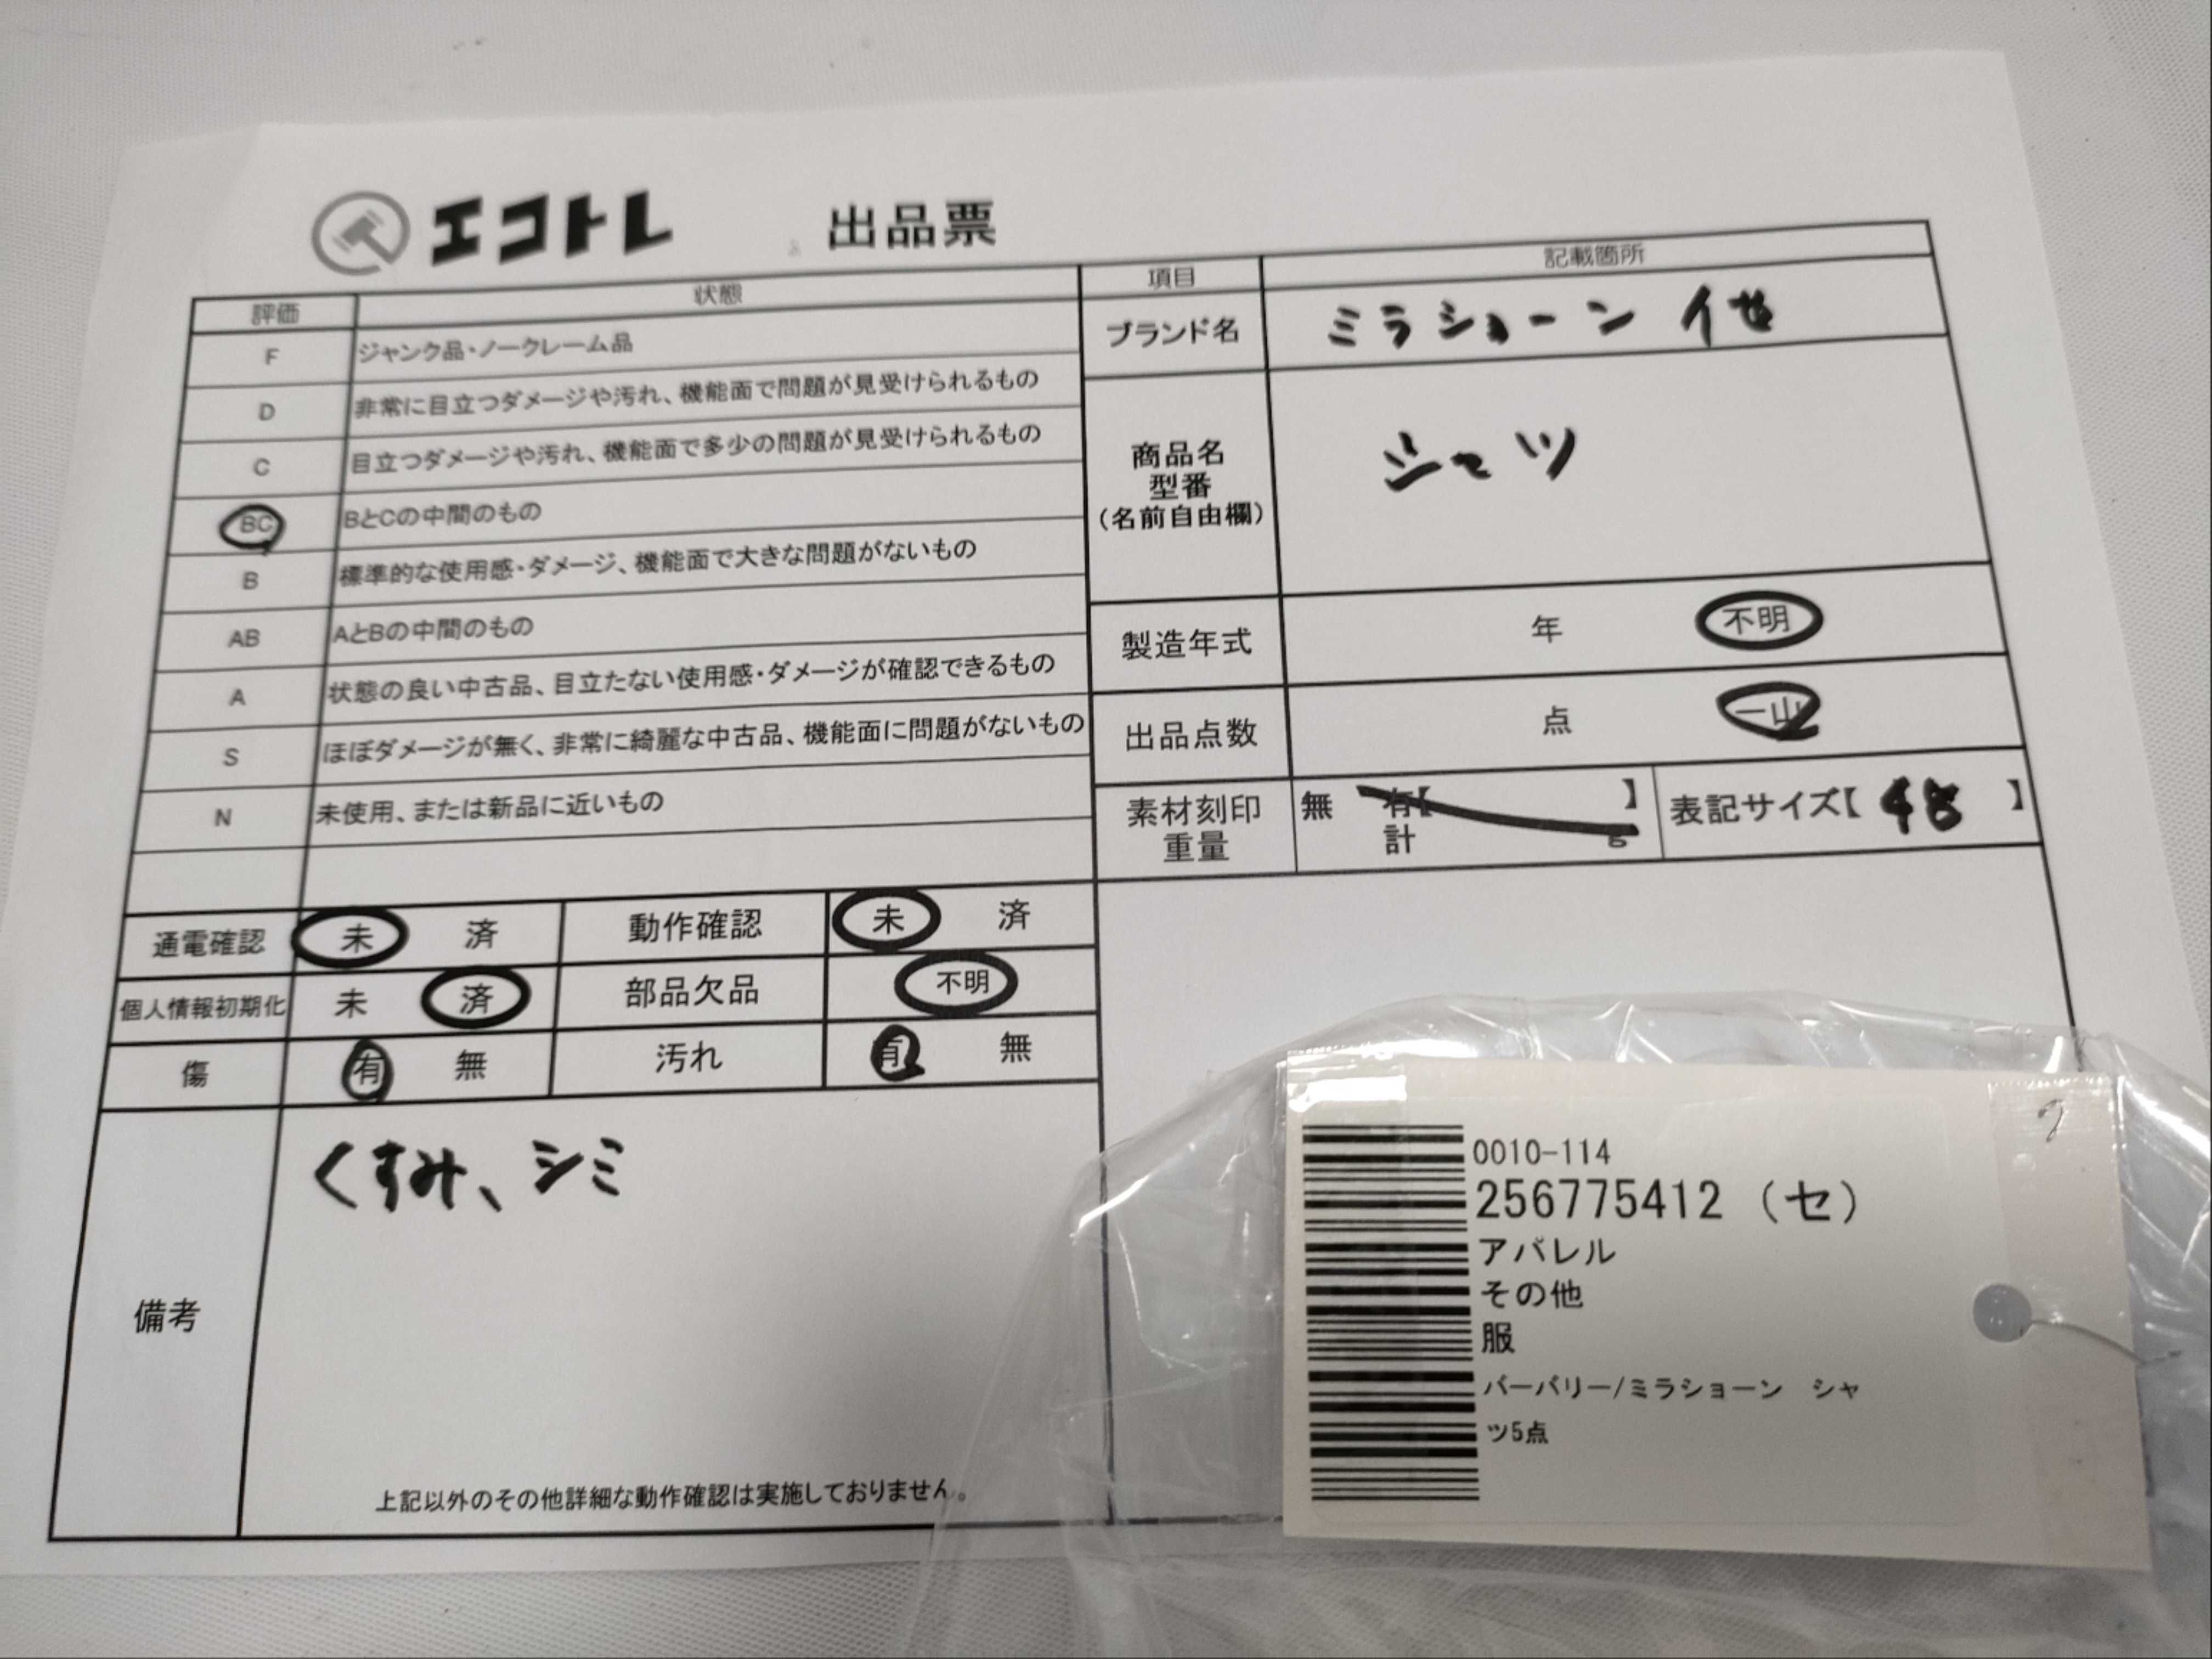 エコトレ 出品票
評価 状態
F ジャンク品・ノークレーム品
D 非常に目立つダメージや汚れ、機能面で問題が見受けられるもの
C 目立つダメージや汚れ、機能面で多少の問題が見受けられるもの
BC BとCの中間のもの
B 標準的な使用感・ダメージ、機能面で大きな問題がないもの
AB AとBの中間のもの
A 状態の良い中古品、目立たない使用感・ダメージが確認できるもの
S ほぼダメージが無く、非常に綺麗な中古品、機能面に問題がないもの
N 未使用、または新品に近いもの
通電確認 未 済 動作確認 未 済
個人情報初期化 未 済 部品欠品 不明
傷 有 無 汚れ 有 無
備考
くすみ、シミ
上記以外のその他詳細な動作確認は実施しておりません。
項目 記載箇所
ブランド名 ミラショーン 他
商品名
型番
（名前自由欄）
シャツ
製造年式 年 不明
出品点数 点 一山
素材刻印 無 有【 】 表記サイズ【 48 】
重量 計 g
0010-114
256775412 (セ)
アパレル
その他
服
バーバリー/ミラショーン シャ
ツ5点